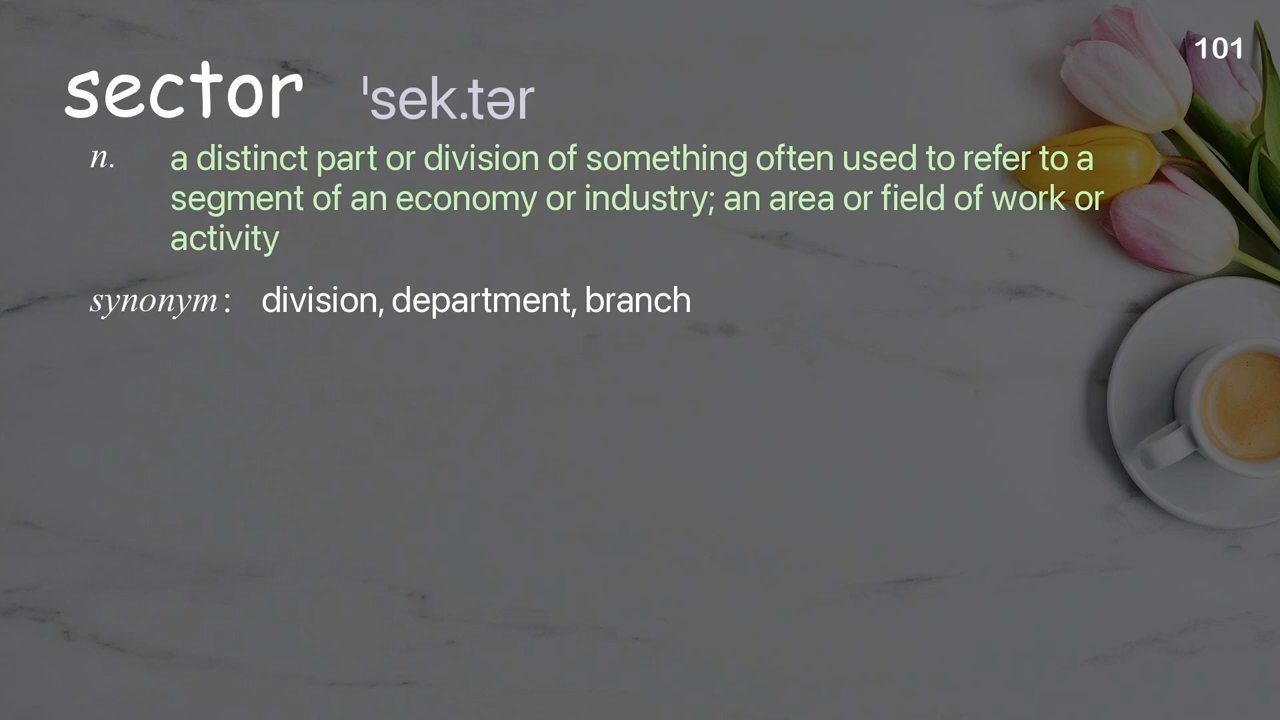 101
sector ˈsek.tər
n. a distinct part or division of something often used to refer to a
segment of an economy or industry; an area or field of work or
activity
synonym: division, department, branch